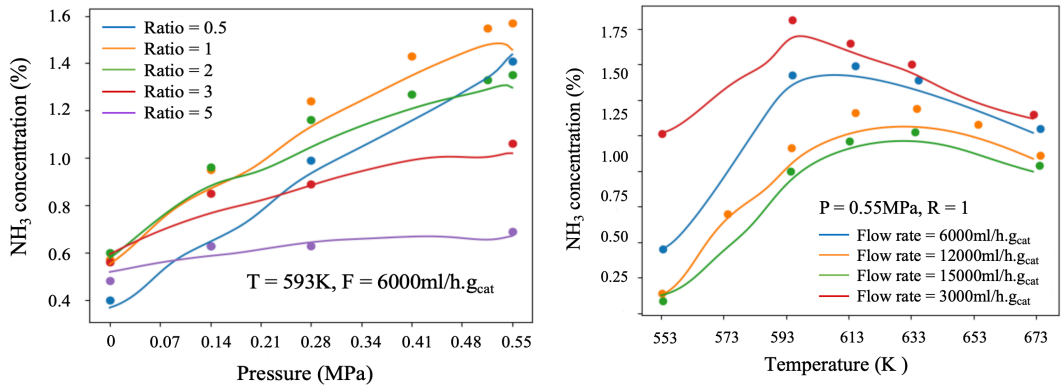 NH3 concentration (%)
1.6
1.4
1.2
1.0
0.8
0.6
0.4
Ratio = 0.5
Ratio = 1
Ratio = 2
Ratio = 3
Ratio = 5
T = 593K, F = 6000ml/h.gcat
0 0.07 0.14 0.21 0.28 0.34 0.41 0.48 0.55
Pressure (MPa)
NH3 concentration (%)
1.75
1.50
1.25
1.00
0.75
0.50
0.25
P = 0.55MPa, R = 1
Flow rate = 6000ml/h.gcat
Flow rate = 12000ml/h.gcat
Flow rate = 15000ml/h.gcat
Flow rate = 3000ml/h.gcat
553 573 593 613 633 653 673
Temperature (K )